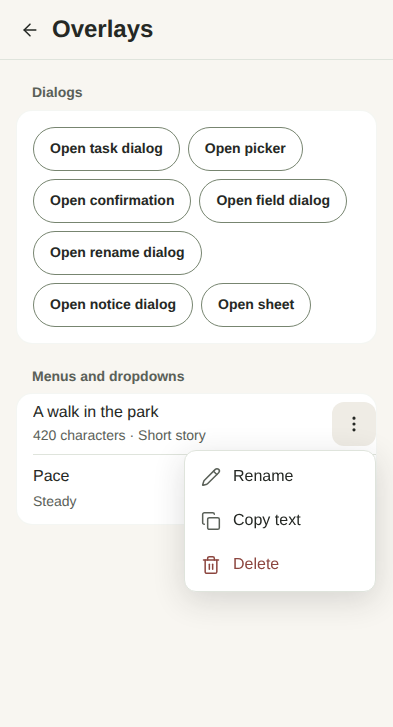 Overlays
Dialogs
Open task dialog
Open picker
Open confirmation
Open field dialog
Open rename dialog
Open notice dialog
Open sheet
Menus and dropdowns
A walk in the park
420 characters · Short story
Pace
Steady
Rename
Copy text
Delete